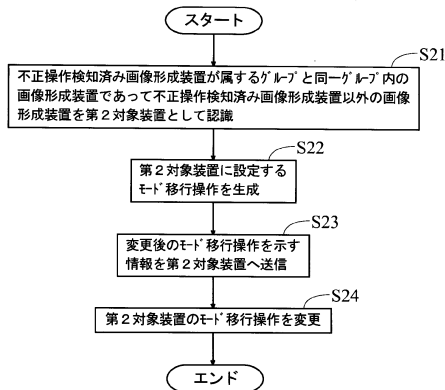 スタート
S21
不正操作検知済み画像形成装置が属するグループと同一グループ内の
画像形成装置であって不正操作検知済み画像形成装置以外の画像
形成装置を第2対象装置として認識
S22
第2対象装置に設定する
モード移行操作を生成
S23
変更後のモード移行操作を示す
情報を第2対象装置へ送信
S24
第2対象装置のモード移行操作を変更
エンド